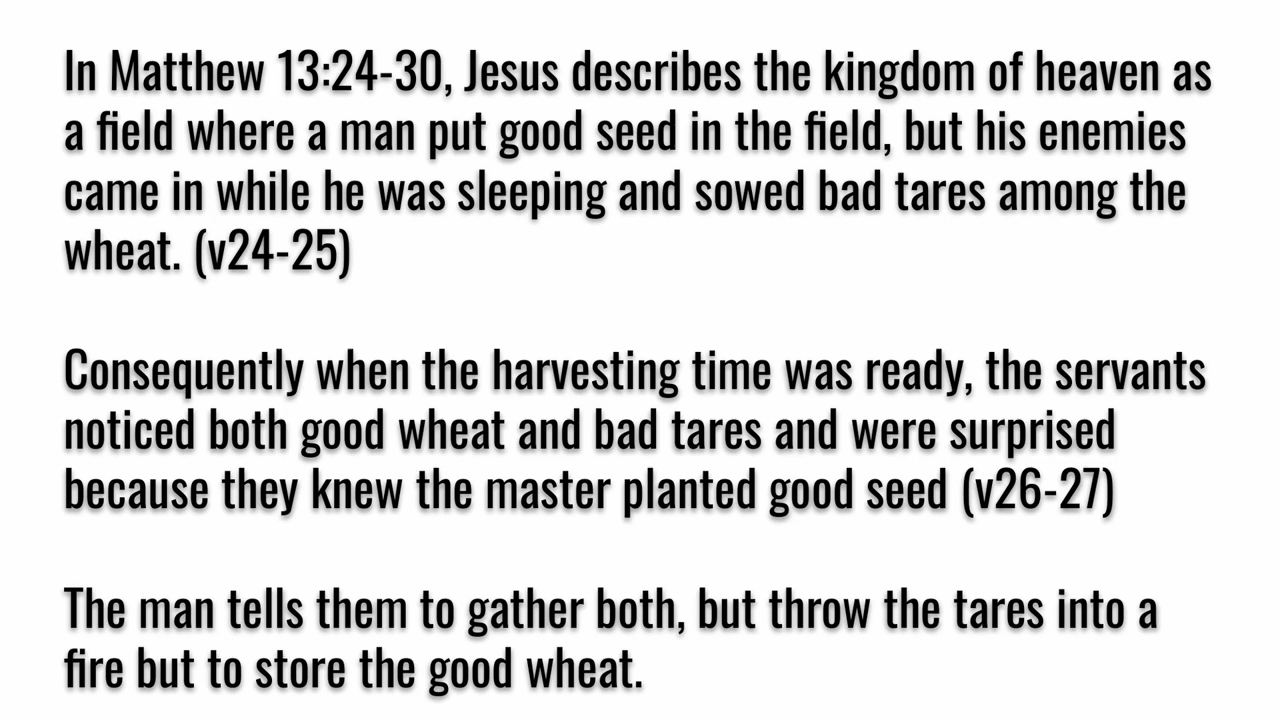 In Matthew 13:24-30, Jesus describes the kingdom of heaven as
a field where a man put good seed in the field, but his enemies
came in while he was sleeping and sowed bad tares among the
wheat. (v24-25)
Consequently when the harvesting time was ready, the servants
noticed both good wheat and bad tares and were surprised
because they knew the master planted good seed (v26-27)
The man tells them to gather both, but throw the tares into a
fire but to store the good wheat.